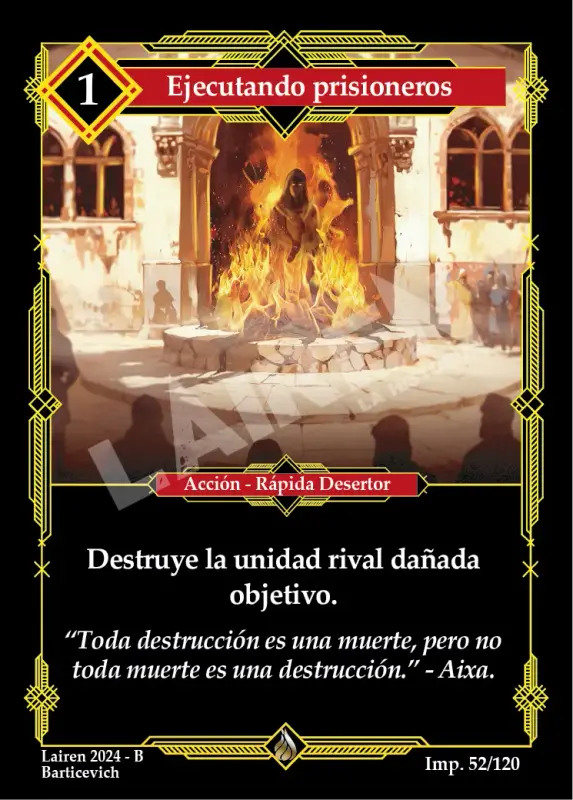 1
Ejecutando prisioneros
LAIREN
Acción - Rápida Desertor
Destruye la unidad rival dañada
objetivo.
“Toda destrucción es una muerte, pero no
toda muerte es una destrucción.” - Aixa.
Lairen 2024 - B
Barticevich
Imp. 52/120